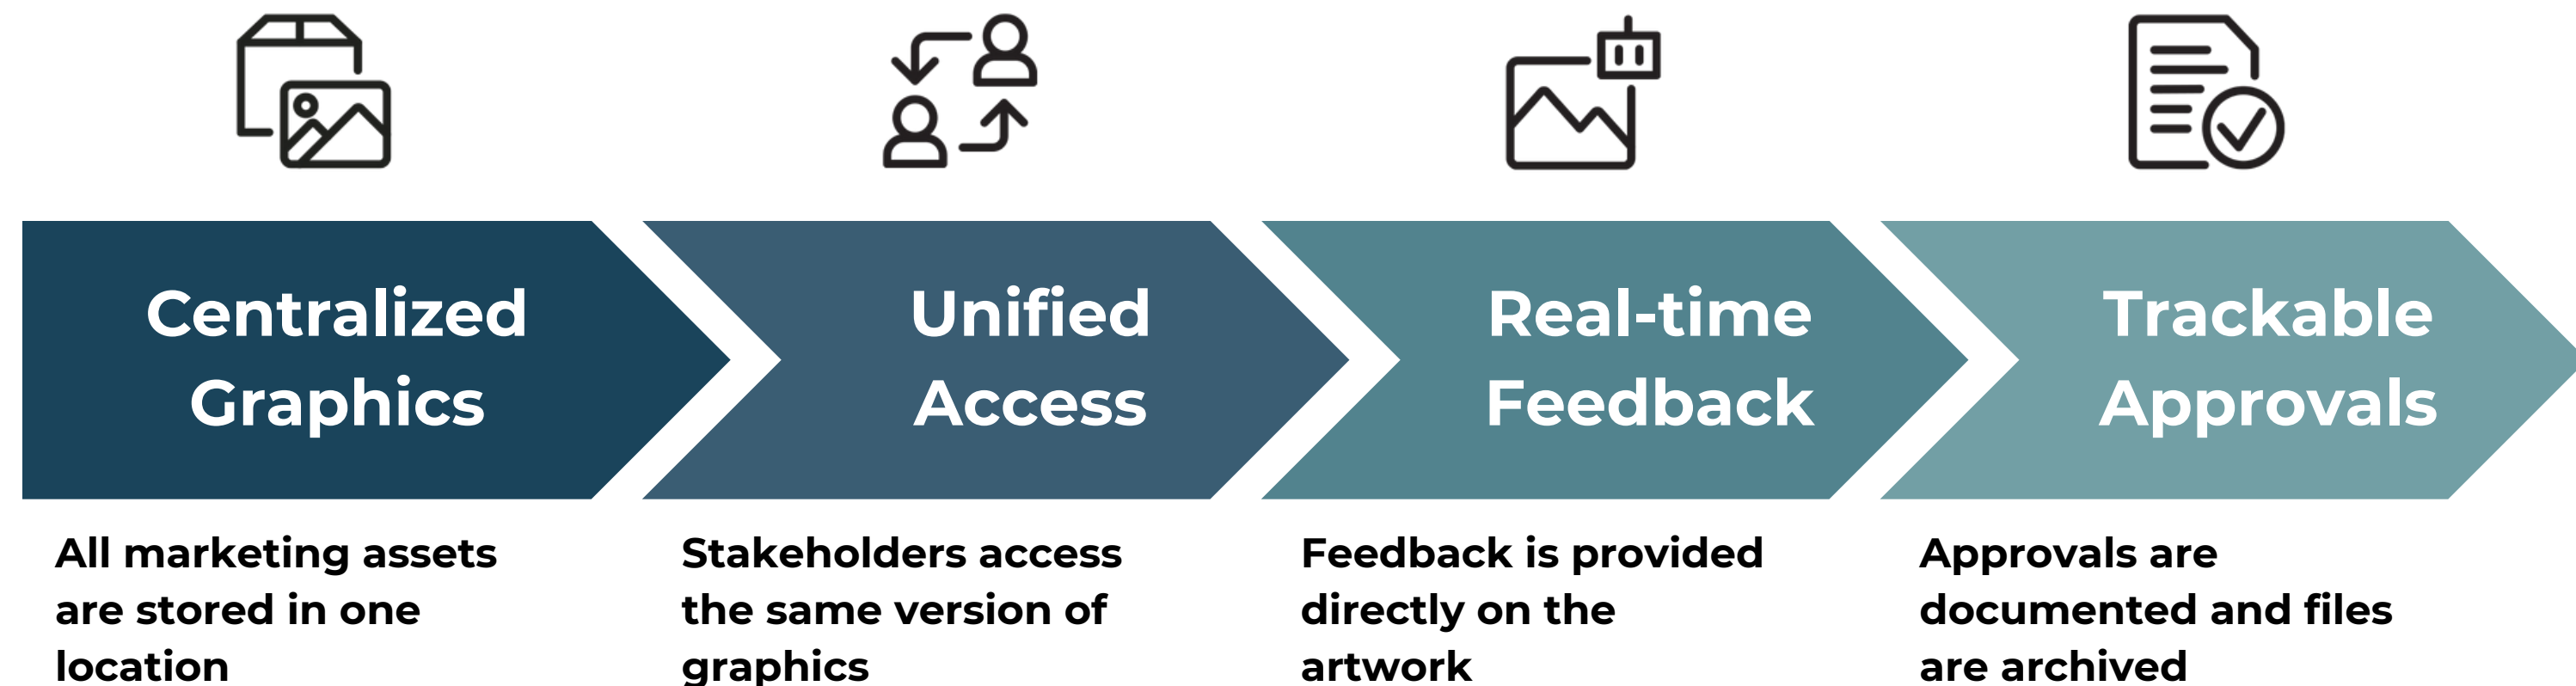 Centralized
Graphics
Unified
Access
Real-time
Feedback
Trackable
Approvals
All marketing assets
are stored in one
location
Stakeholders access
the same version of
graphics
Feedback is provided
directly on the
artwork
Approvals are
documented and files
are archived